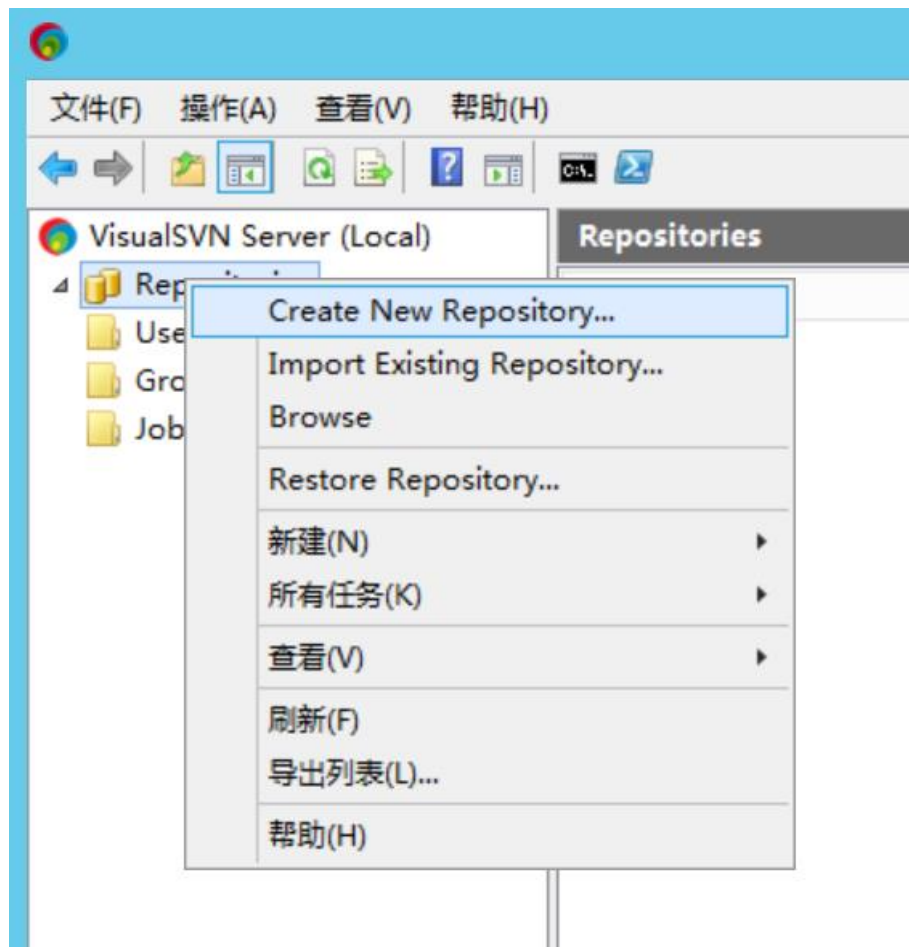 文件(F) 操作(A) 查看(V) 帮助(H)
VisualSVN Server (Local)
Repositories
Create New Repository...
Import Existing Repository...
Browse
Restore Repository...
新建(N)
所有任务(K)
查看(V)
刷新(F)
导出列表(L)...
帮助(H)